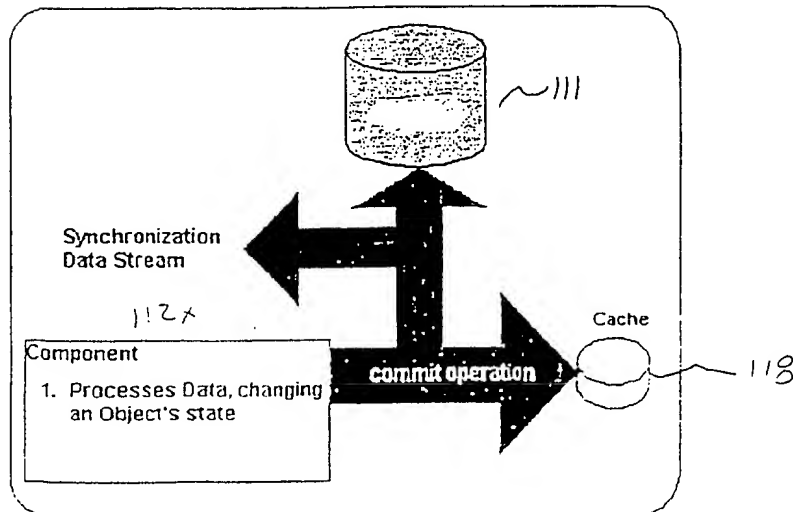 111
Synchronization
Data Stream
112x
Cache
Component
commit operation
118
1. Processes Data, changing
an Object's state